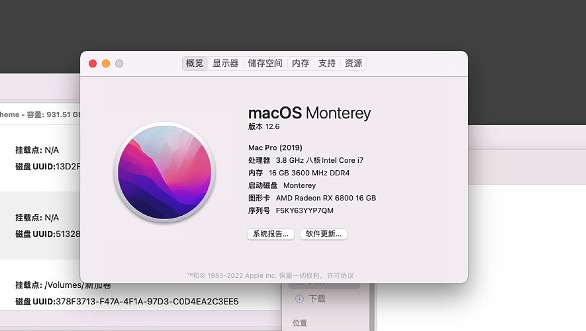 概览 显示器 储存空间 内存 支持 资源
heme - 容量: 931.51 G
macOS Monterey
版本 12.6
挂载点: N/A
Mac Pro (2019)
处理器 3.8 GHz 八核Intel Core i7
磁盘 UUID:13D2F
内存 16 GB 3600 MHz DDR4
启动磁盘 Monterey
图形卡 AMD Radeon RX 6800 16 GB
序列号 F5KY63YYP7QM
挂载点: N/A
磁盘 UUID:51328
系统报告... 软件更新...
™和© 1983-2022 Apple Inc. 保留一切权利。许可协议
挂载点: /Volumes/新加卷
磁盘 UUID:378F3713-F47A-4F1A-97D3-C0D4EA2C3EE5
下载
位置